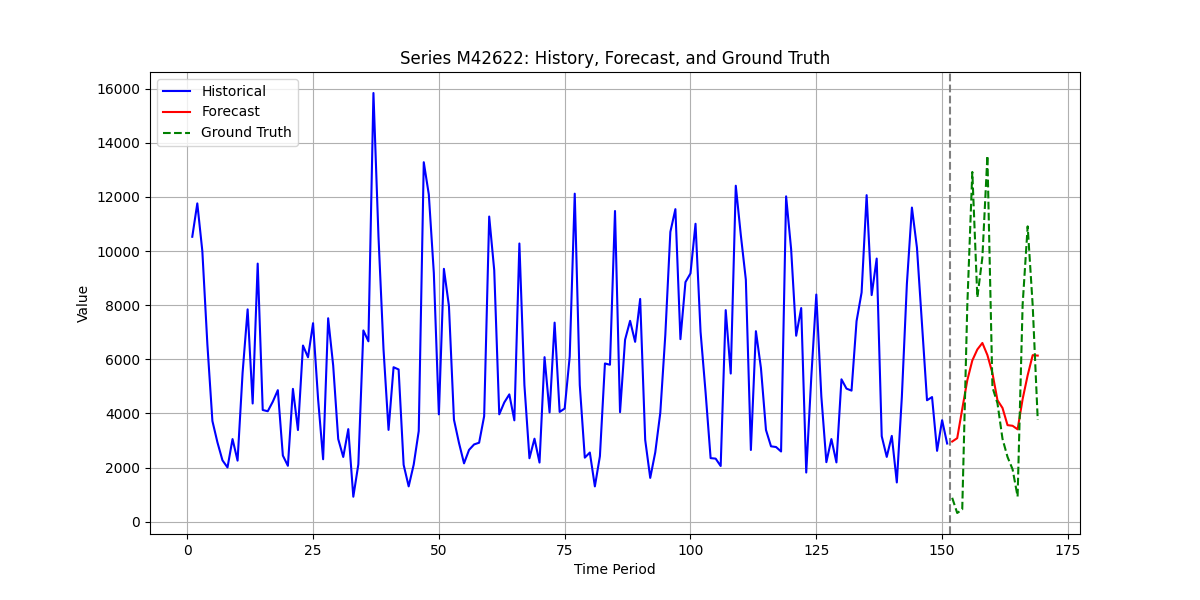 Series M42622: History, Forecast, and Ground Truth
Historical
Forecast
Ground Truth
16000
14000
12000
10000
8000
6000
4000
2000
0
Value
0 25 50 75 100 125 150 175
Time Period